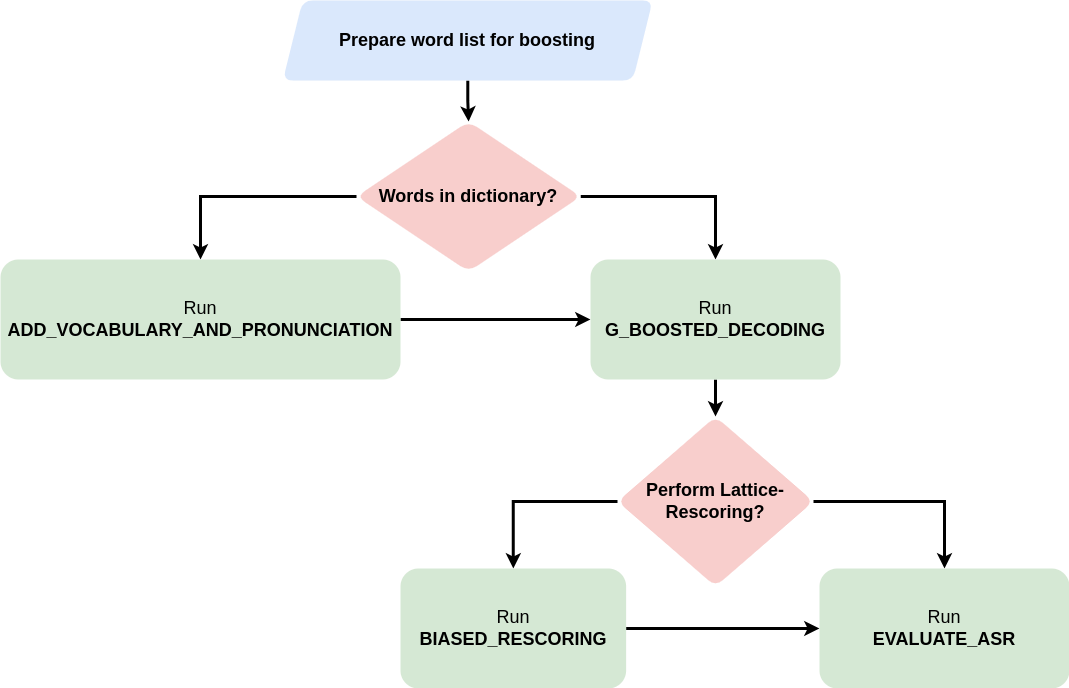 Prepare word list for boosting
Words in dictionary?
Run
ADD_VOCABULARY_AND_PRONUNCIATION
Run
G_BOOSTED_DECODING
Perform Lattice-
Rescoring?
Run
BIASED_RESCORING
Run
EVALUATE_ASR